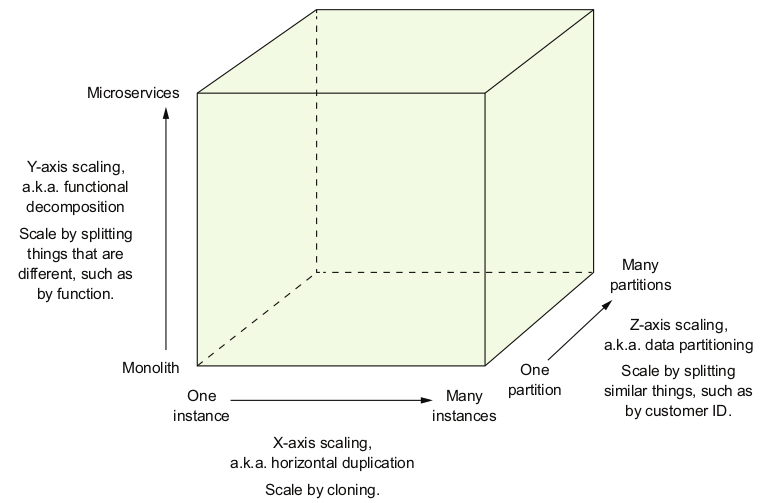 Microservices
Y-axis scaling,
a.k.a. functional
decomposition
Scale by splitting
things that are
different, such as
by function.
Monolith
One
instance
Many
instances
X-axis scaling,
a.k.a. horizontal duplication
Scale by cloning.
One
partition
Many
partitions
Z-axis scaling,
a.k.a. data partitioning
Scale by splitting
similar things, such as
by customer ID.